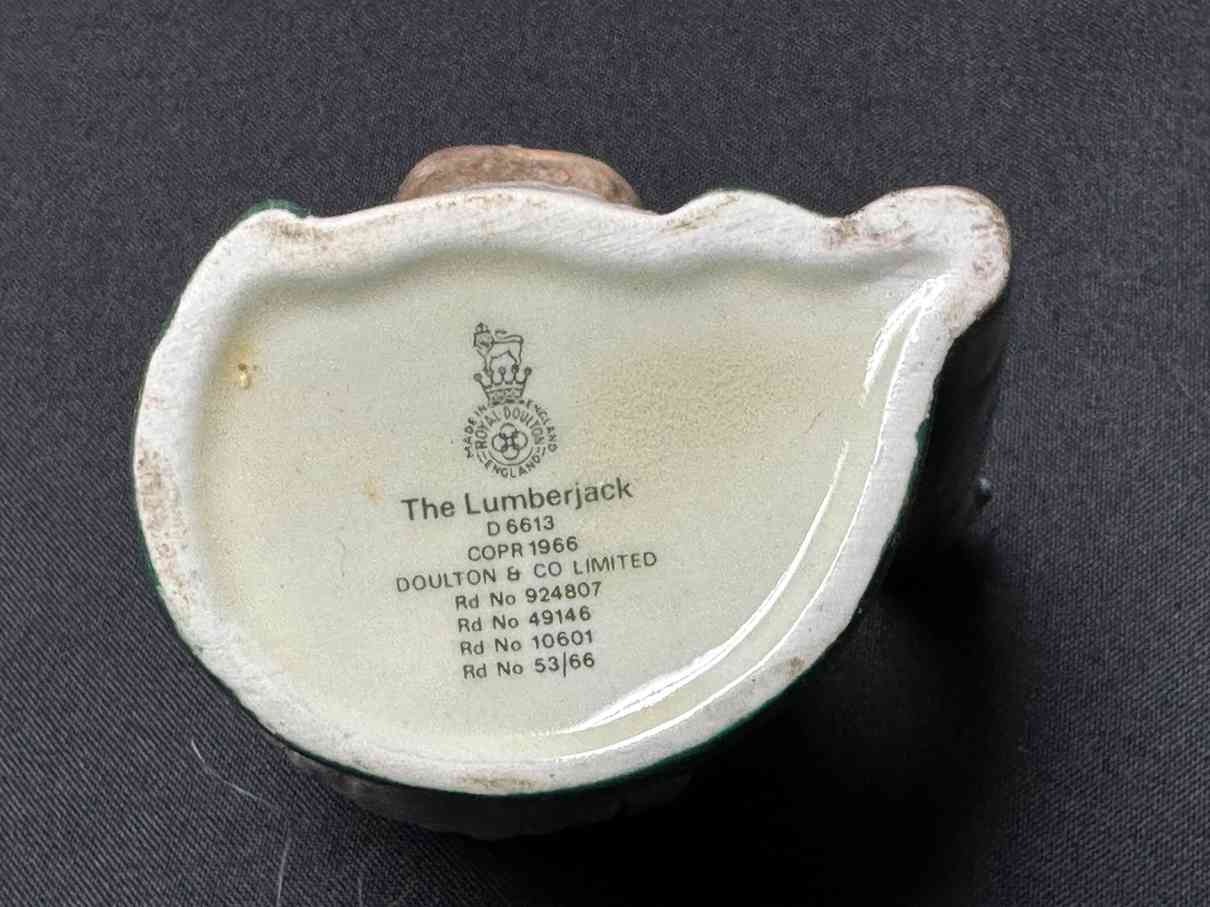 MADE IN ENGLAND
ROYAL DOULTON
ENGLAND
The Lumberjack
D 6613
COPR 1966
DOULTON & CO LIMITED
Rd No 924807
Rd No 49146
Rd No 10601
Rd No 53/66